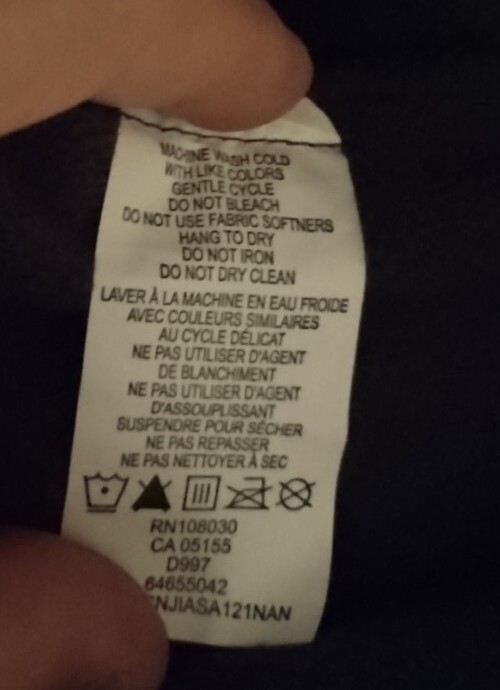 MACHINE WASH COLD
WITH LIKE COLORS
GENTLE CYCLE
DO NOT BLEACH
DO NOT USE FABRIC SOFTNERS
HANG TO DRY
DO NOT IRON
DO NOT DRY CLEAN
LAVER À LA MACHINE EN EAU FROIDE
AVEC COULEURS SIMILAIRES
AU CYCLE DÉLICAT
NE PAS UTILISER D'AGENT
DE BLANCHIMENT
NE PAS UTILISER D'AGENT
D'ASSOUPLISSANT
SUSPENDRE POUR SÉCHER
NE PAS REPASSER
NE PAS NETTOYER À SEC
RN108030
CA 05155
D997
64655042